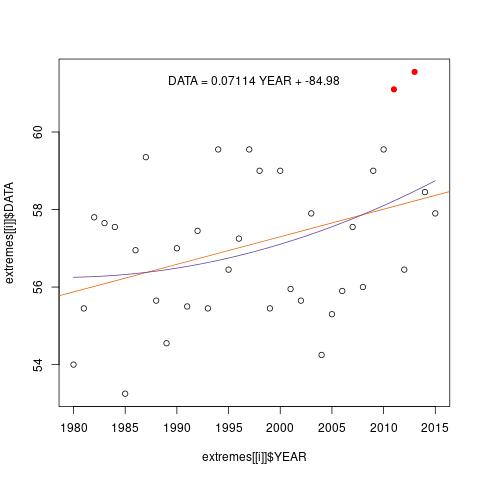 DATA = 0.07114 YEAR + -84.98
extremes[[i]]$DATA
60
58
56
54
1980 1985 1990 1995 2000 2005 2010 2015
extremes[[i]]$YEAR